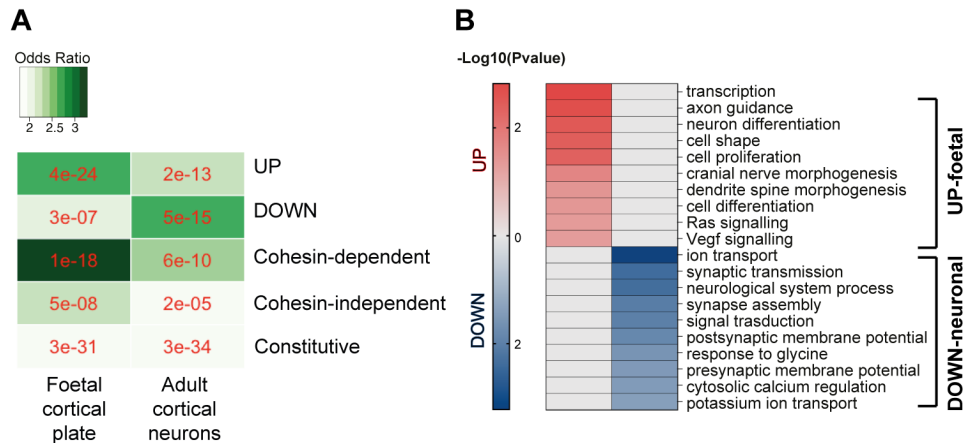 A
Odds Ratio
2 2.5 3
4e-24 2e-13 UP
3e-07 5e-15 DOWN
1e-18 6e-10 Cohesin-dependent
5e-08 2e-05 Cohesin-independent
3e-31 3e-34 Constitutive
Foetal
cortical
plate
Adult
cortical
neurons
B
-Log10(Pvalue)
2
0
2
UP
DOWN
transcription
axon guidance
neuron differentiation
cell shape
cell proliferation
cranial nerve morphogenesis
dendrite spine morphogenesis
cell differentiation
Ras signalling
Vegf signalling
ion transport
synaptic transmission
neurological system process
synapse assembly
signal trasduction
postsynaptic membrane potential
response to glycine
presynaptic membrane potential
cytosolic calcium regulation
potassium ion transport
UP-foetal
DOWN-neuronal